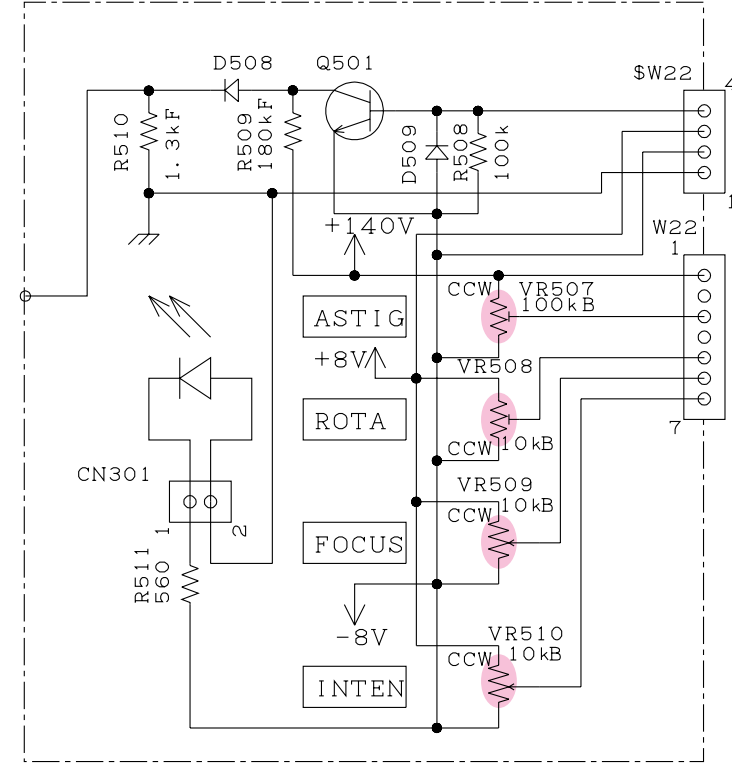 D508
Q501
$W22
4
R510
1.3kF
R509
180kF
D509
R508
100k
1
+140V
W22
1
CCW
VR507
100kB
ASTIG
+8V
VR508
ROTA
CCW
10kB
7
CN301
VR509
10kB
CCW
1
2
FOCUS
R511
560
-8V
VR510
CCW
10kB
INTEN